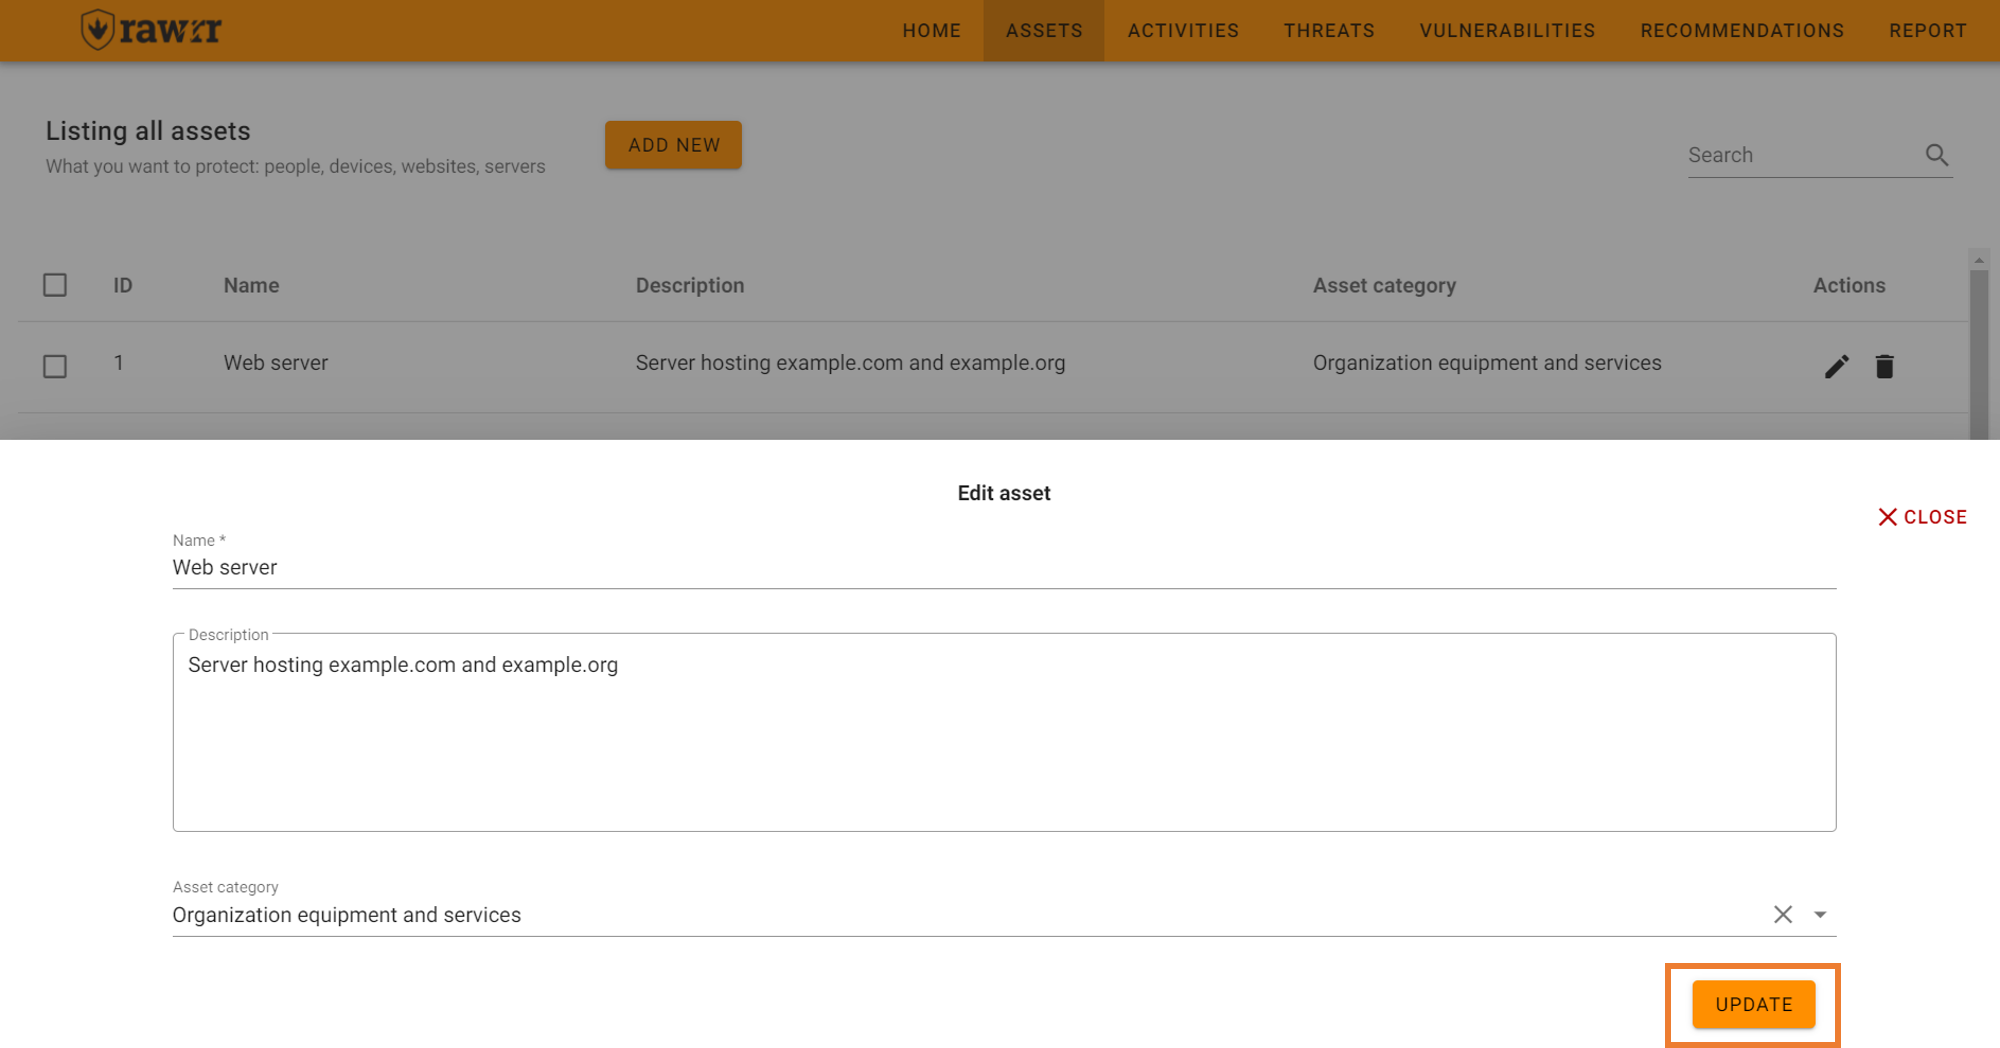 rawrr
HOME ASSETS ACTIVITIES THREATS VULNERABILITIES RECOMMENDATIONS REPORT
Listing all assets
What you want to protect: people, devices, websites, servers
ADD NEW
Search
ID Name Description Asset category Actions
1 Web server Server hosting example.com and example.org Organization equipment and services
Edit asset
CLOSE
Name *
Web server
Description
Server hosting example.com and example.org
Asset category
Organization equipment and services
UPDATE